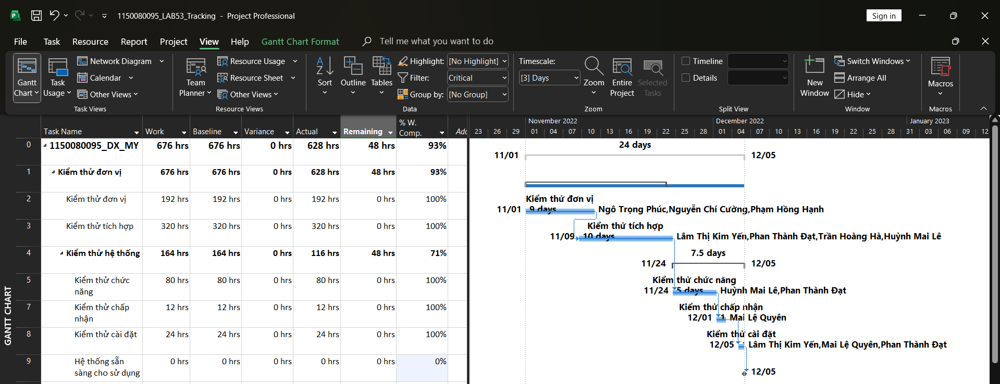 1150080095_LAB53_Tracking - Project Professional
Sign in
File Task Resource Report Project View Help Gantt Chart Format Tell me what you want to do
Gantt Chart
Task Usage
Network Diagram
Calendar
Other Views
Task Views
Team Planner
Resource Usage
Resource Sheet
Other Views
Resource Views
Sort
Outline
Tables
Highlight: [No Highlight]
Filter: Critical
Group by: [No Group]
Data
Timescale:
[3] Days
Zoom
Entire Project
Selected Tasks
Zoom
Timeline
Details
Split View
New Window
Switch Windows
Arrange All
Hide
Window
Macros
Macros
Task Name Work Baseline Variance Actual Remaining % W. Comp. Add
November 2022 December 2022 January 2023
23 26 29 01 04 07 10 13 16 19 22 25 28 01 04 07 10 13 16 19 22 25 28 31 03 06 09 12
0 1150080095_DX_MY 676 hrs 676 hrs 0 hrs 628 hrs 48 hrs 93%
24 days
11/01 12/05
1 Kiểm thử đơn vị 676 hrs 676 hrs 0 hrs 628 hrs 48 hrs 93%
2 Kiểm thử đơn vị 192 hrs 192 hrs 0 hrs 192 hrs 0 hrs 100%
Kiểm thử đơn vị
11/01 9 days Ngô Trọng Phúc,Nguyễn Chí Cường,Phạm Hồng Hạnh
3 Kiểm thử tích hợp 320 hrs 320 hrs 0 hrs 320 hrs 0 hrs 100%
Kiểm thử tích hợp
11/09 10 days Lâm Thị Kim Yến,Phan Thành Đạt,Trần Hoàng Hà,Huỳnh Mai Lê
4 Kiểm thử hệ thống 164 hrs 164 hrs 0 hrs 116 hrs 48 hrs 71%
7.5 days
11/24 12/05
5 Kiểm thử chức năng 80 hrs 80 hrs 0 hrs 80 hrs 0 hrs 100%
Kiểm thử chức năng
11/24 5 days Huỳnh Mai Lê,Phan Thành Đạt
7 Kiểm thử chấp nhận 12 hrs 12 hrs 0 hrs 12 hrs 0 hrs 100%
Kiểm thử chấp nhận
12/01 1 Mai Lệ Quyên
8 Kiểm thử cài đặt 24 hrs 24 hrs 0 hrs 24 hrs 0 hrs 100%
Kiểm thử cài đặt
12/05 Lâm Thị Kim Yến,Mai Lệ Quyên,Phan Thành Đạt
9 Hệ thống sẵn sàng cho sử dụng 0 hrs 0 hrs 0 hrs 0 hrs 0 hrs 0%
12/05
GANTT CHART